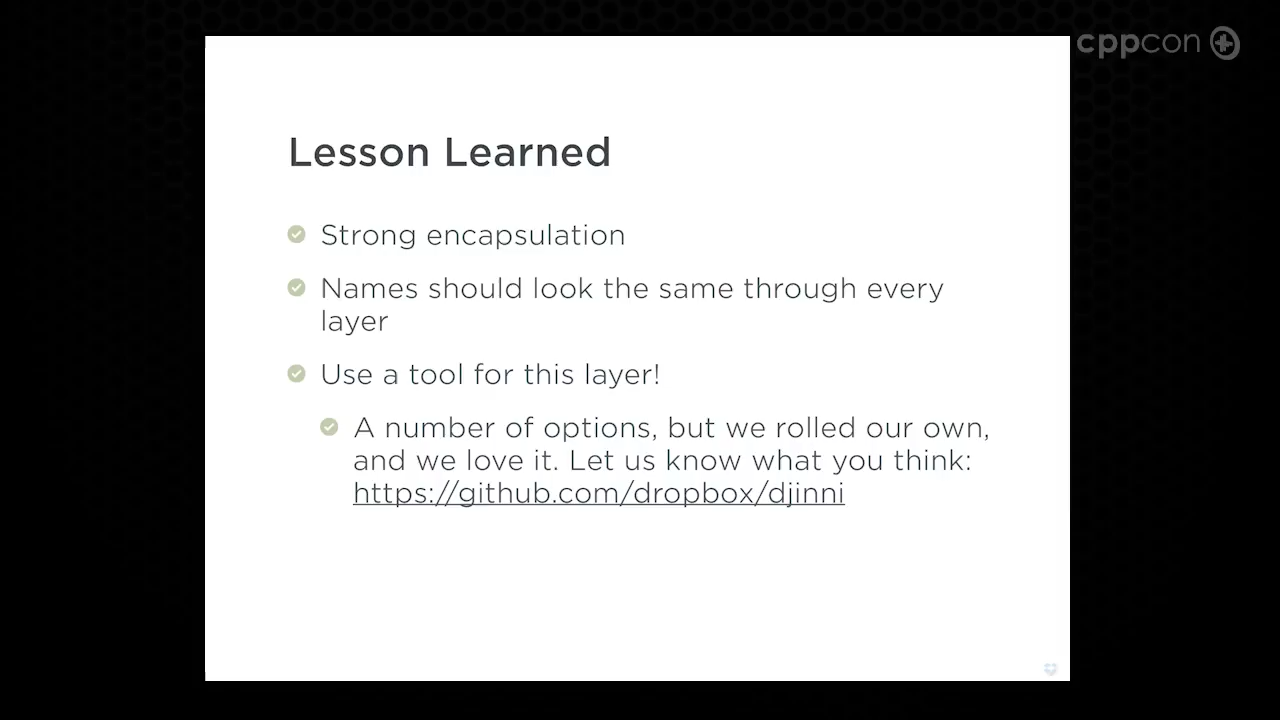 cppcon
Lesson Learned
Strong encapsulation
Names should look the same through every
layer
Use a tool for this layer!
A number of options, but we rolled our own,
and we love it. Let us know what you think:
https://github.com/dropbox/djinni